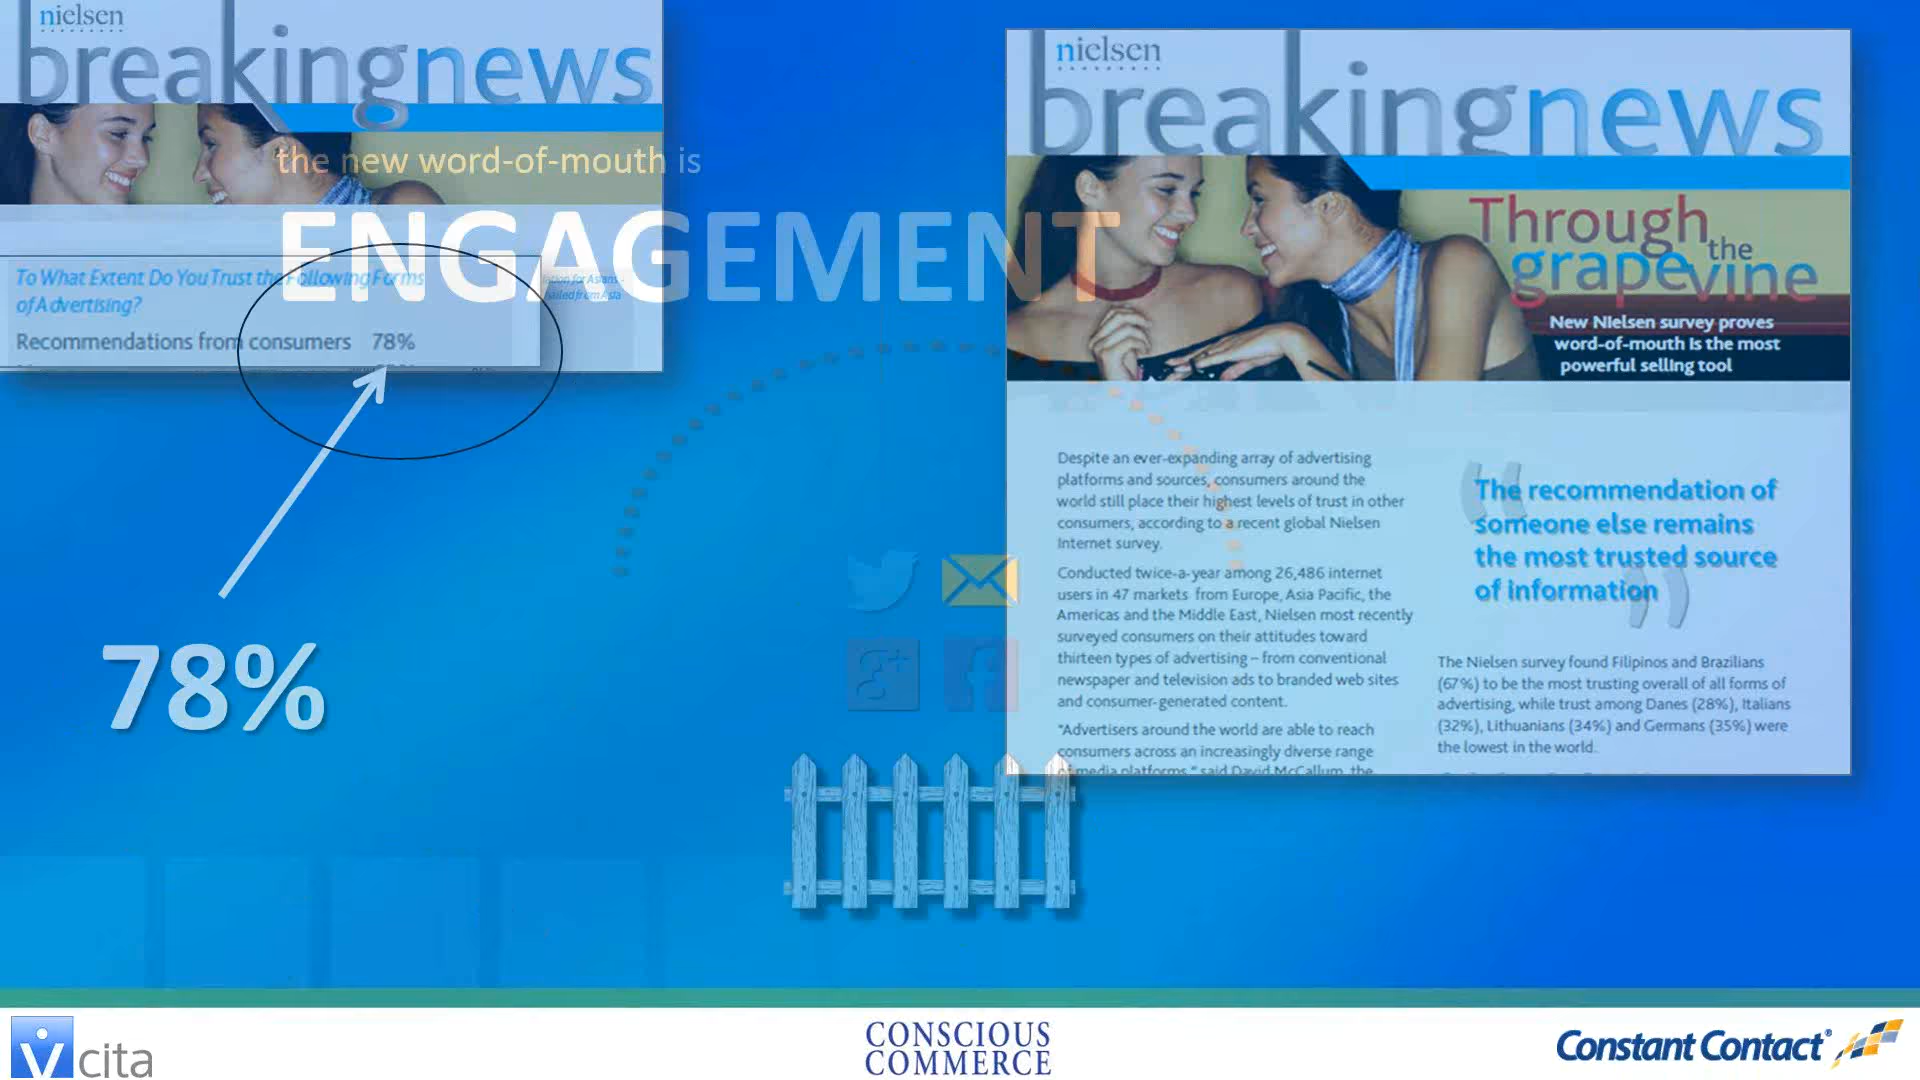 nielsen
breakingnews
the new word-of-mouth is
ENGAGEMENT
To What Extent Do You Trust the Following Forms
of Advertising?
Recommendations from consumers 78%
78%
nielsen
breakingnews
Through
the
grapevine
New Nielsen survey proves
word-of-mouth is the most
powerful selling tool
Despite an ever-expanding array of advertising
platforms and sources, consumers around the
world still place their highest levels of trust in other
consumers, according to a recent global Nielsen
Internet survey.
Conducted twice-a-year among 26,486 internet
users in 47 markets from Europe, Asia Pacific, the
Americas and the Middle East, Nielsen most recently
surveyed consumers on their attitudes toward
thirteen types of advertising – from conventional
newspaper and television ads to branded web sites
and consumer-generated content.
"Advertisers around the world are able to reach
consumers across an increasingly diverse range
of media platforms," said David McCallum, the
"The recommendation of
someone else remains
the most trusted source
of information"
The Nielsen survey found Filipinos and Brazilians
(67%) to be the most trusting overall of all forms of
advertising, while trust among Danes (28%), Italians
(32%), Lithuanians (34%) and Germans (35%) were
the lowest in the world.
vcita
CONSCIOUS
COMMERCE
Constant Contact®